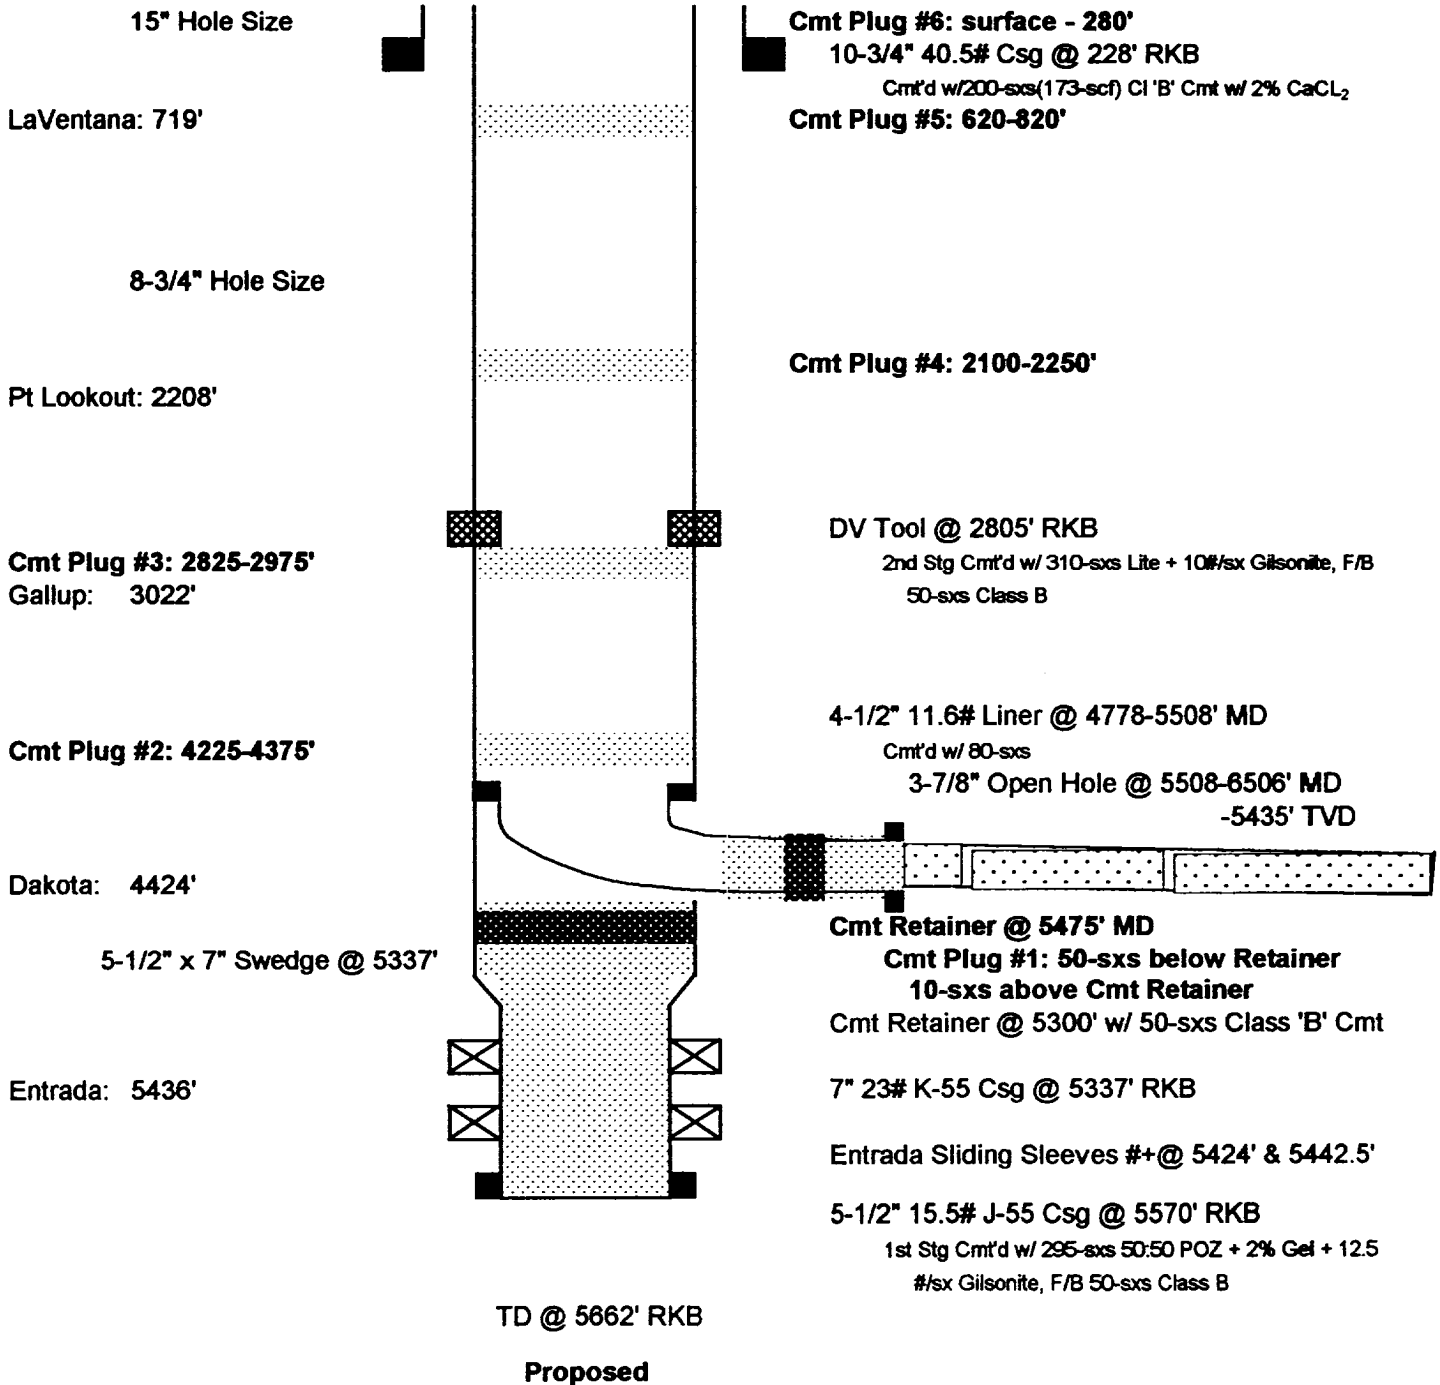 15" Hole Size
Cmt Plug #6: surface - 280'
10-3/4" 40.5# Csg @ 228' RKB
Cmt'd w/200-sxs(173-scf) Cl 'B' Cmt w/ 2% CaCL₂
LaVentana: 719'
Cmt Plug #5: 620-820'
8-3/4" Hole Size
Cmt Plug #4: 2100-2250'
Pt Lookout: 2208'
DV Tool @ 2805' RKB
Cmt Plug #3: 2825-2975'
2nd Stg Cmt'd w/ 310-sxs Lite + 10#/sx Gilsonite, F/B
Gallup: 3022'
50-sxs Class B
4-1/2" 11.6# Liner @ 4778-5508' MD
Cmt Plug #2: 4225-4375'
Cmt'd w/ 80-sxs
3-7/8" Open Hole @ 5508-6506' MD
-5435' TVD
Dakota: 4424'
Cmt Retainer @ 5475' MD
5-1/2" x 7" Swedge @ 5337'
Cmt Plug #1: 50-sxs below Retainer
10-sxs above Cmt Retainer
Cmt Retainer @ 5300' w/ 50-sxs Class 'B' Cmt
Entrada: 5436'
7" 23# K-55 Csg @ 5337' RKB
Entrada Sliding Sleeves #+@ 5424' & 5442.5'
5-1/2" 15.5# J-55 Csg @ 5570' RKB
1st Stg Cmt'd w/ 295-sxs 50:50 POZ + 2% Gel + 12.5
#/sx Gilsonite, F/B 50-sxs Class B
TD @ 5662' RKB
Proposed